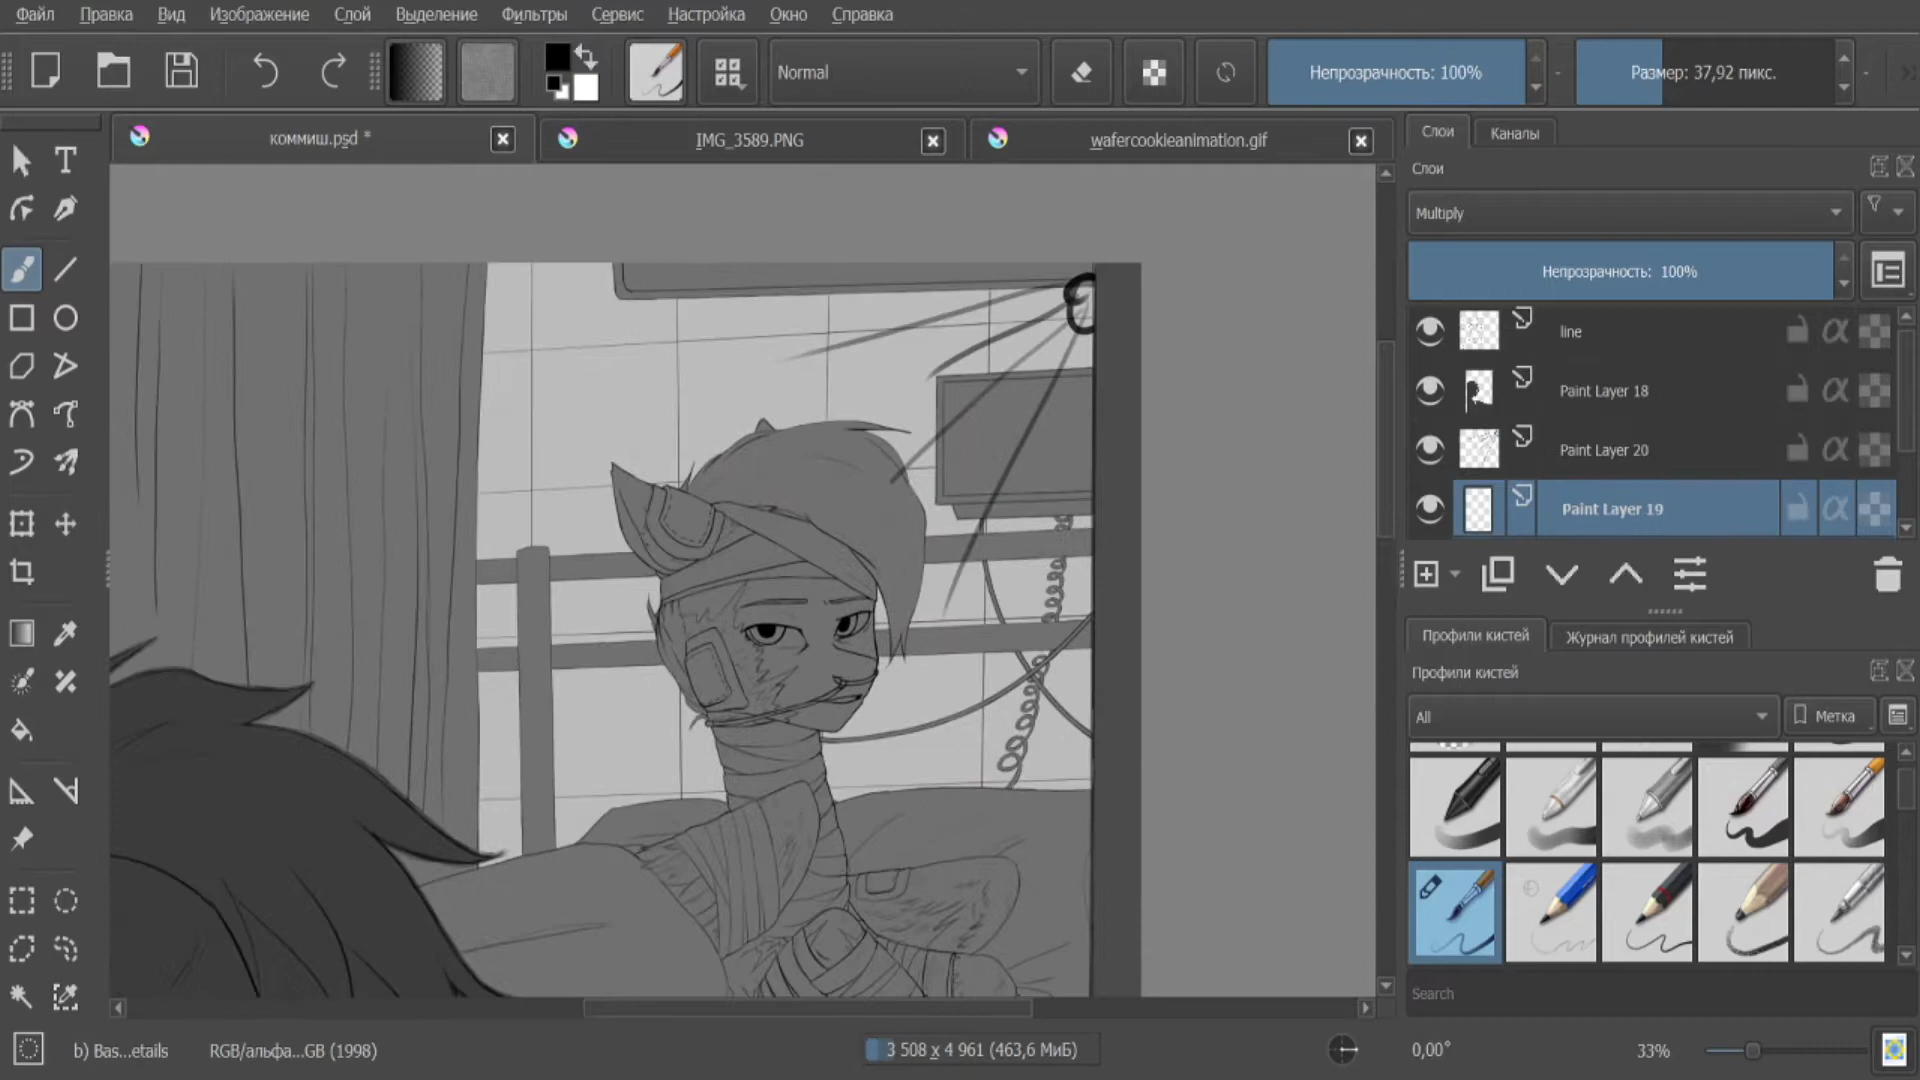 Файл Правка Вид Изображение Слой Выделение Фильтры Сервис Настройка Окно Справка
Normal Непрозрачность: 100% Размер: 37,92 пикс.
коммиш.psd * IMG_3589.PNG wafercookieanimation.gif
Слои Каналы
Слои
Multiply
Непрозрачность: 100%
line
Paint Layer 18
Paint Layer 20
Paint Layer 19
Профили кистей Журнал профилей кистей
Профили кистей
All Метка
Search
b) Bas...etails RGB/альфа...GB (1998) 3 508 x 4 961 (463,6 МиБ) 0,00° 33%